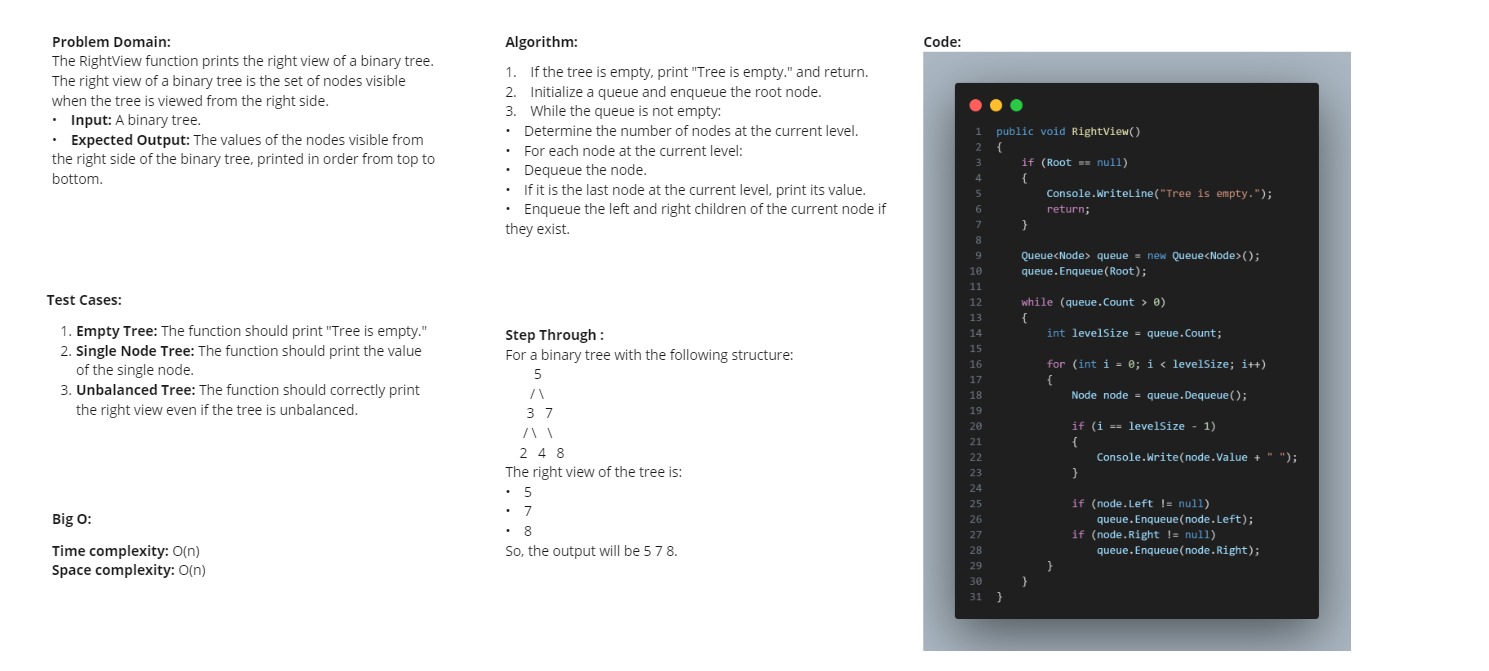 Problem Domain:
The RightView function prints the right view of a binary tree.
The right view of a binary tree is the set of nodes visible
when the tree is viewed from the right side.
• Input: A binary tree.
• Expected Output: The values of the nodes visible from
the right side of the binary tree, printed in order from top to
bottom.
Test Cases:
1. Empty Tree: The function should print "Tree is empty."
2. Single Node Tree: The function should print the value
of the single node.
3. Unbalanced Tree: The function should correctly print
the right view even if the tree is unbalanced.
Big O:
Time complexity: O(n)
Space complexity: O(n)
Algorithm:
1. If the tree is empty, print "Tree is empty." and return.
2. Initialize a queue and enqueue the root node.
3. While the queue is not empty:
• Determine the number of nodes at the current level.
• For each node at the current level:
• Dequeue the node.
• If it is the last node at the current level, print its value.
• Enqueue the left and right children of the current node if
they exist.
Step Through :
For a binary tree with the following structure:
5
/ \
3 7
/ \ \
2 4 8
The right view of the tree is:
• 5
• 7
• 8
So, the output will be 5 7 8.
Code:
1 public void RightView()
2 {
3 if (Root == null)
4 {
5 Console.WriteLine("Tree is empty.");
6 return;
7 }
8
9 Queue<Node> queue = new Queue<Node>();
10 queue.Enqueue(Root);
11
12 while (queue.Count > 0)
13 {
14 int levelSize = queue.Count;
15
16 for (int i = 0; i < levelSize; i++)
17 {
18 Node node = queue.Dequeue();
19
20 if (i == levelSize - 1)
21 {
22 Console.Write(node.Value + " ");
23 }
24
25 if (node.Left != null)
26 queue.Enqueue(node.Left);
27 if (node.Right != null)
28 queue.Enqueue(node.Right);
29 }
30 }
31 }